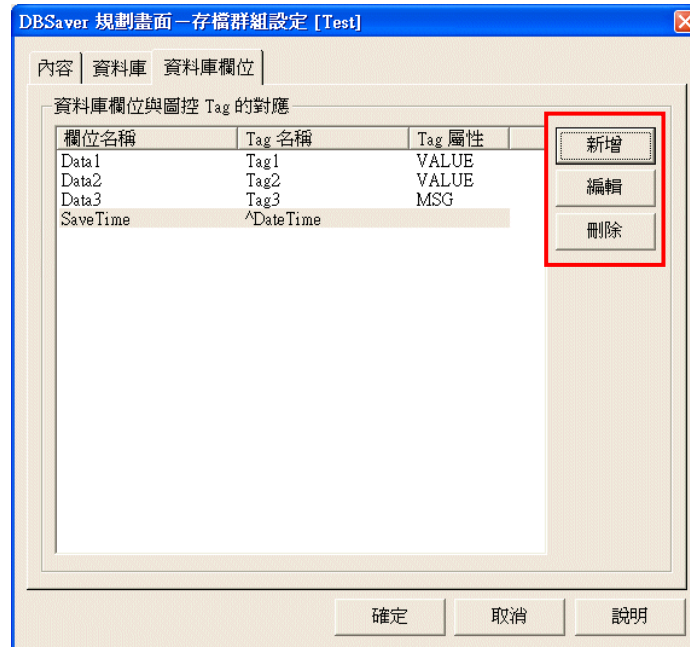 DBSaver 規劃畫面－存檔群組設定 [Test]
內容 資料庫 資料庫欄位
資料庫欄位與圖控 Tag 的對應
欄位名稱 Tag 名稱 Tag 屬性
Data1 Tag1 VALUE
Data2 Tag2 VALUE
Data3 Tag3 MSG
SaveTime ^DateTime
新增
編輯
刪除
確定 取消 說明